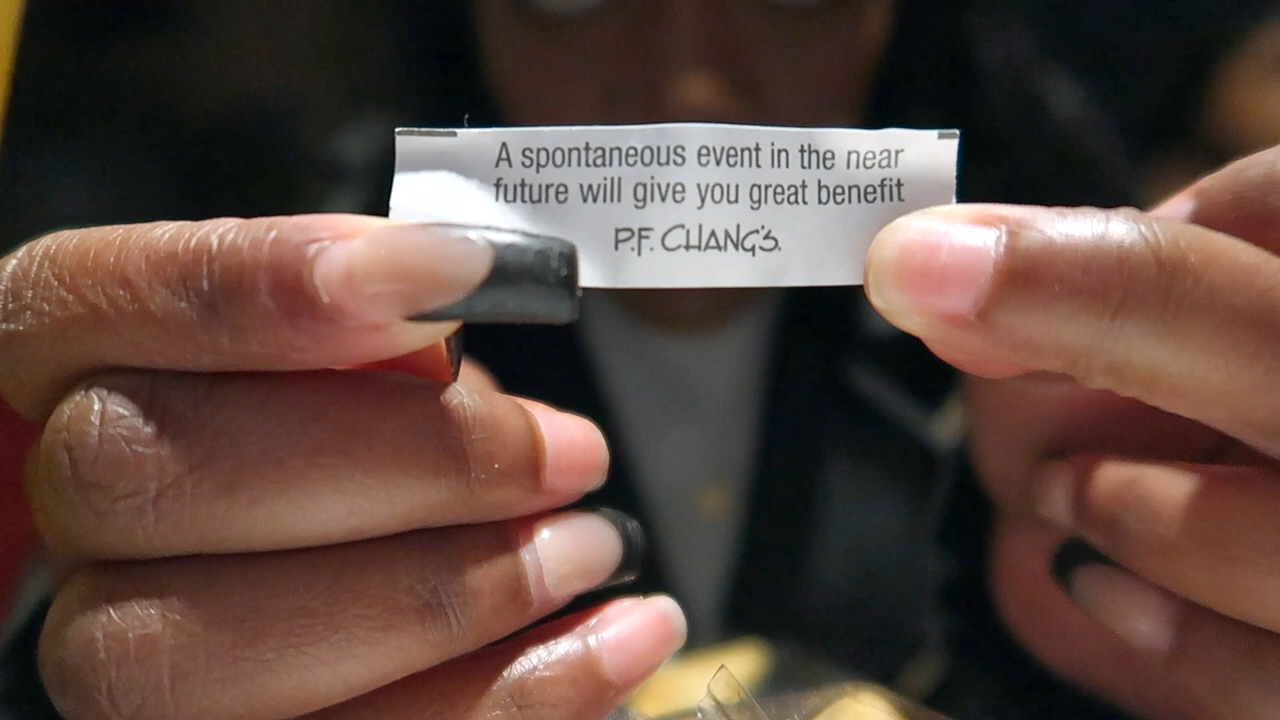 A spontaneous event in the near
future will give you great benefit
P.F. CHANG'S.